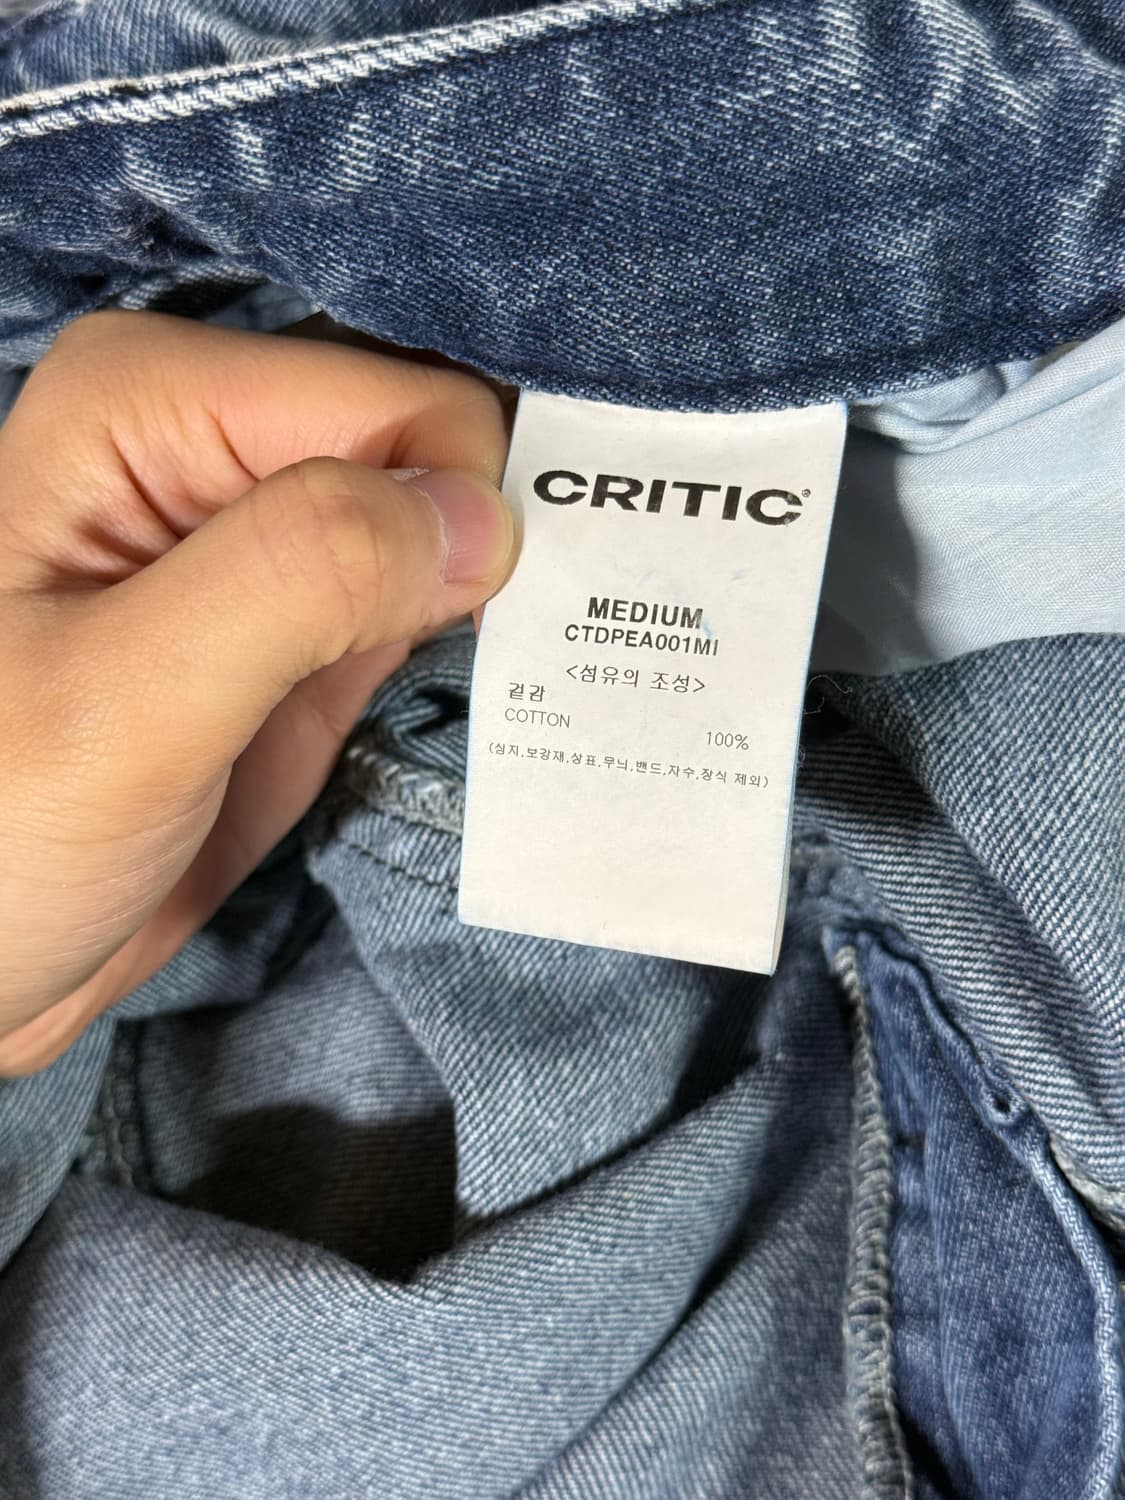 CRITIC®
MEDIUM
CTDPEA001MI
<섬유의 조성>
겉감
COTTON 100%
(심지,보강재,상표,무늬,밴드,자수,장식 제외)